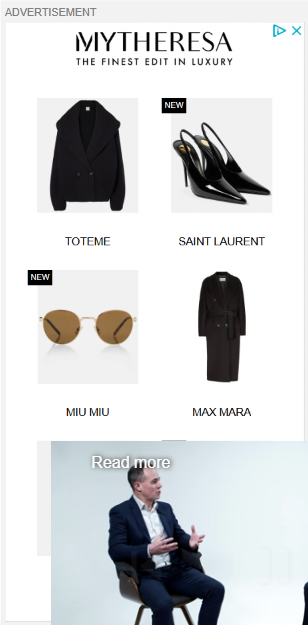 ADVERTISEMENT
MYTHERESA
THE FINEST EDIT IN LUXURY
NEW
TOTEME
SAINT LAURENT
NEW
MIU MIU
MAX MARA
Read more